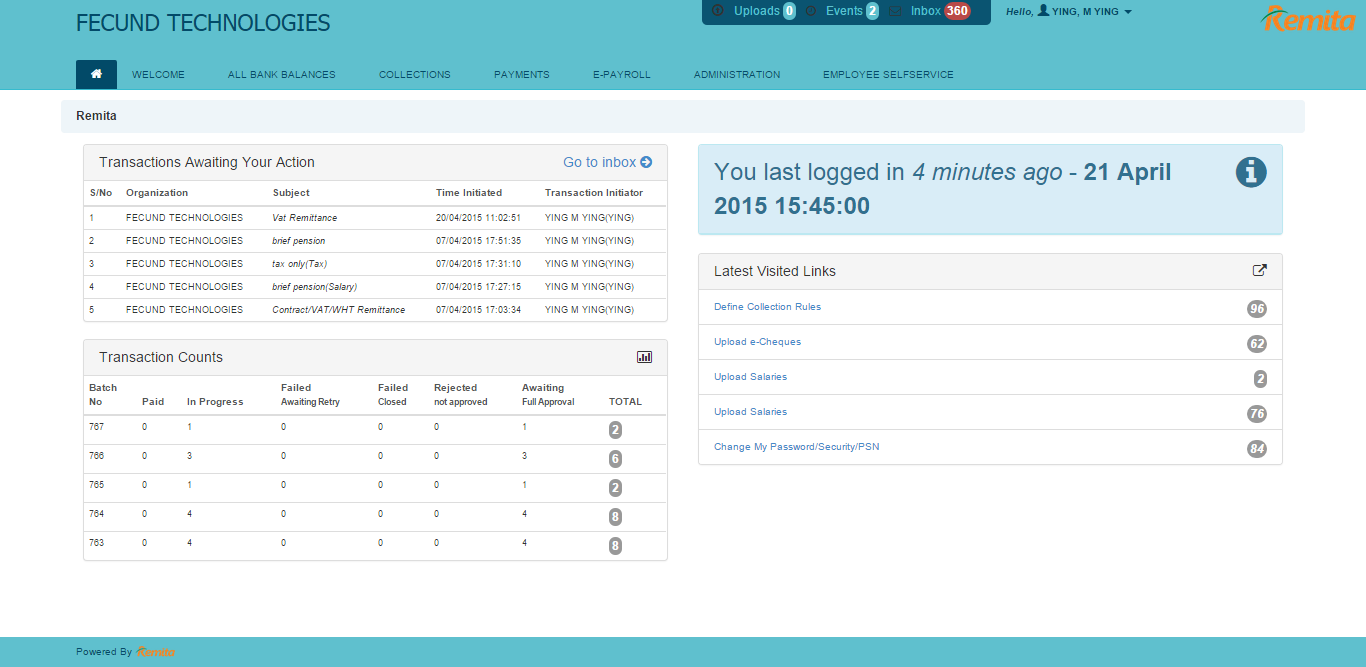 FECUND TECHNOLOGIES
Uploads 0 Events 2 Inbox 360
Hello, YING, M YING
Remita
WELCOME ALL BANK BALANCES COLLECTIONS PAYMENTS E-PAYROLL ADMINISTRATION EMPLOYEE SELFSERVICE
Remita
Transactions Awaiting Your Action Go to inbox
S/No Organization Subject Time Initiated Transaction Initiator
1 FECUND TECHNOLOGIES Vat Remittance 20/04/2015 11:02:51 YING M YING(YING)
2 FECUND TECHNOLOGIES brief pension 07/04/2015 17:51:35 YING M YING(YING)
3 FECUND TECHNOLOGIES tax only(Tax) 07/04/2015 17:31:10 YING M YING(YING)
4 FECUND TECHNOLOGIES brief pension(Salary) 07/04/2015 17:27:15 YING M YING(YING)
5 FECUND TECHNOLOGIES Contract/VAT/WHT Remittance 07/04/2015 17:03:34 YING M YING(YING)
Transaction Counts
Batch Failed Failed Rejected Awaiting
No Paid In Progress Awaiting Retry Closed not approved Full Approval TOTAL
767 0 1 0 0 0 1 2
766 0 3 0 0 0 3 6
765 0 1 0 0 0 1 2
764 0 4 0 0 0 4 8
763 0 4 0 0 0 4 8
You last logged in 4 minutes ago - 21 April
2015 15:45:00
Latest Visited Links
Define Collection Rules 96
Upload e-Cheques 62
Upload Salaries 2
Upload Salaries 76
Change My Password/Security/PSN 84
Powered By Remita